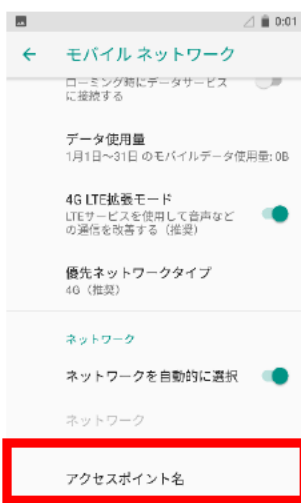 0:01
モバイル ネットワーク
ローミング時にデータサービス
に接続する
データ使用量
1月1日～31日 のモバイルデータ使用量: 0B
4G LTE拡張モード
LTEサービスを使用して音声など
の通信を改善する（推奨）
優先ネットワークタイプ
4G（推奨）
ネットワーク
ネットワークを自動的に選択
ネットワーク
アクセスポイント名